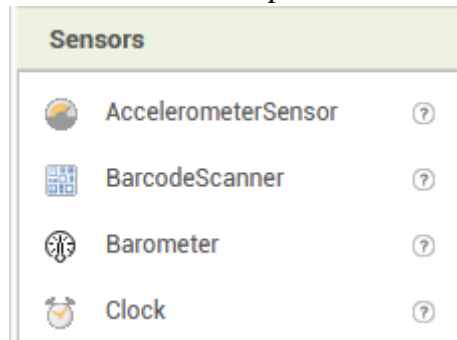 Sensors
AccelerometerSensor ?
BarcodeScanner ?
Barometer ?
Clock ?